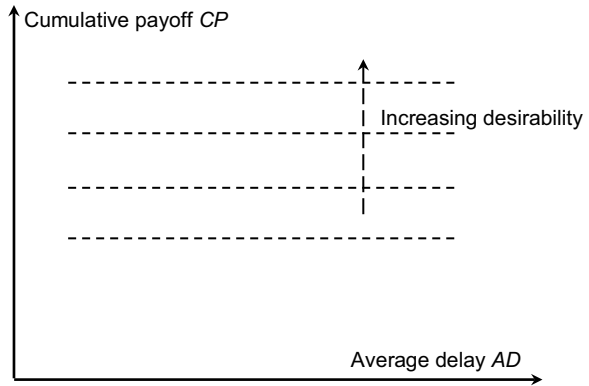 Cumulative payoff CP
Increasing desirability
Average delay AD